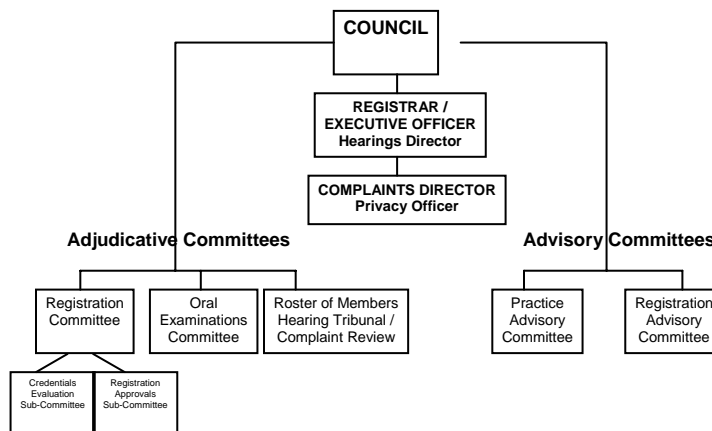 COUNCIL
REGISTRAR /
EXECUTIVE OFFICER
Hearings Director
COMPLAINTS DIRECTOR
Privacy Officer
Adjudicative Committees
Advisory Committees
Registration
Committee
Oral
Examinations
Committee
Roster of Members
Hearing Tribunal /
Complaint Review
Practice
Advisory
Committee
Registration
Advisory
Committee
Credentials
Evaluation
Sub-Committee
Registration
Approvals
Sub-Committee